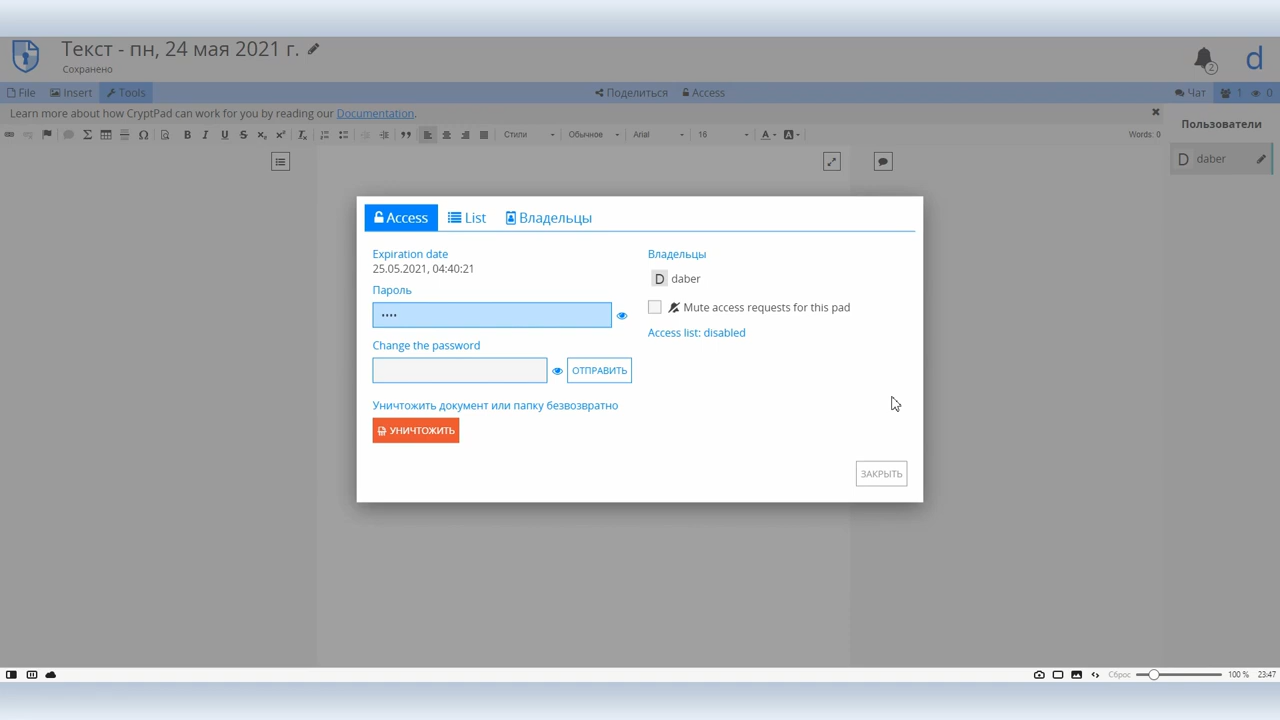 Текст - пн, 24 мая 2021 г.
Сохранено
2
d
File Insert Tools Поделиться Access Чат 1 0
Learn more about how CryptPad can work for you by reading our Documentation.
Пользователи
Стили Обычное Arial 16 A A Words: 0
D daber
Access List Владельцы
Expiration date
25.05.2021, 04:40:21
Пароль
••••
Change the password
ОТПРАВИТЬ
Уничтожить документ или папку безвозвратно
УНИЧТОЖИТЬ
Владельцы
D daber
Mute access requests for this pad
Access list: disabled
ЗАКРЫТЬ
Сброс 100 % 23:47